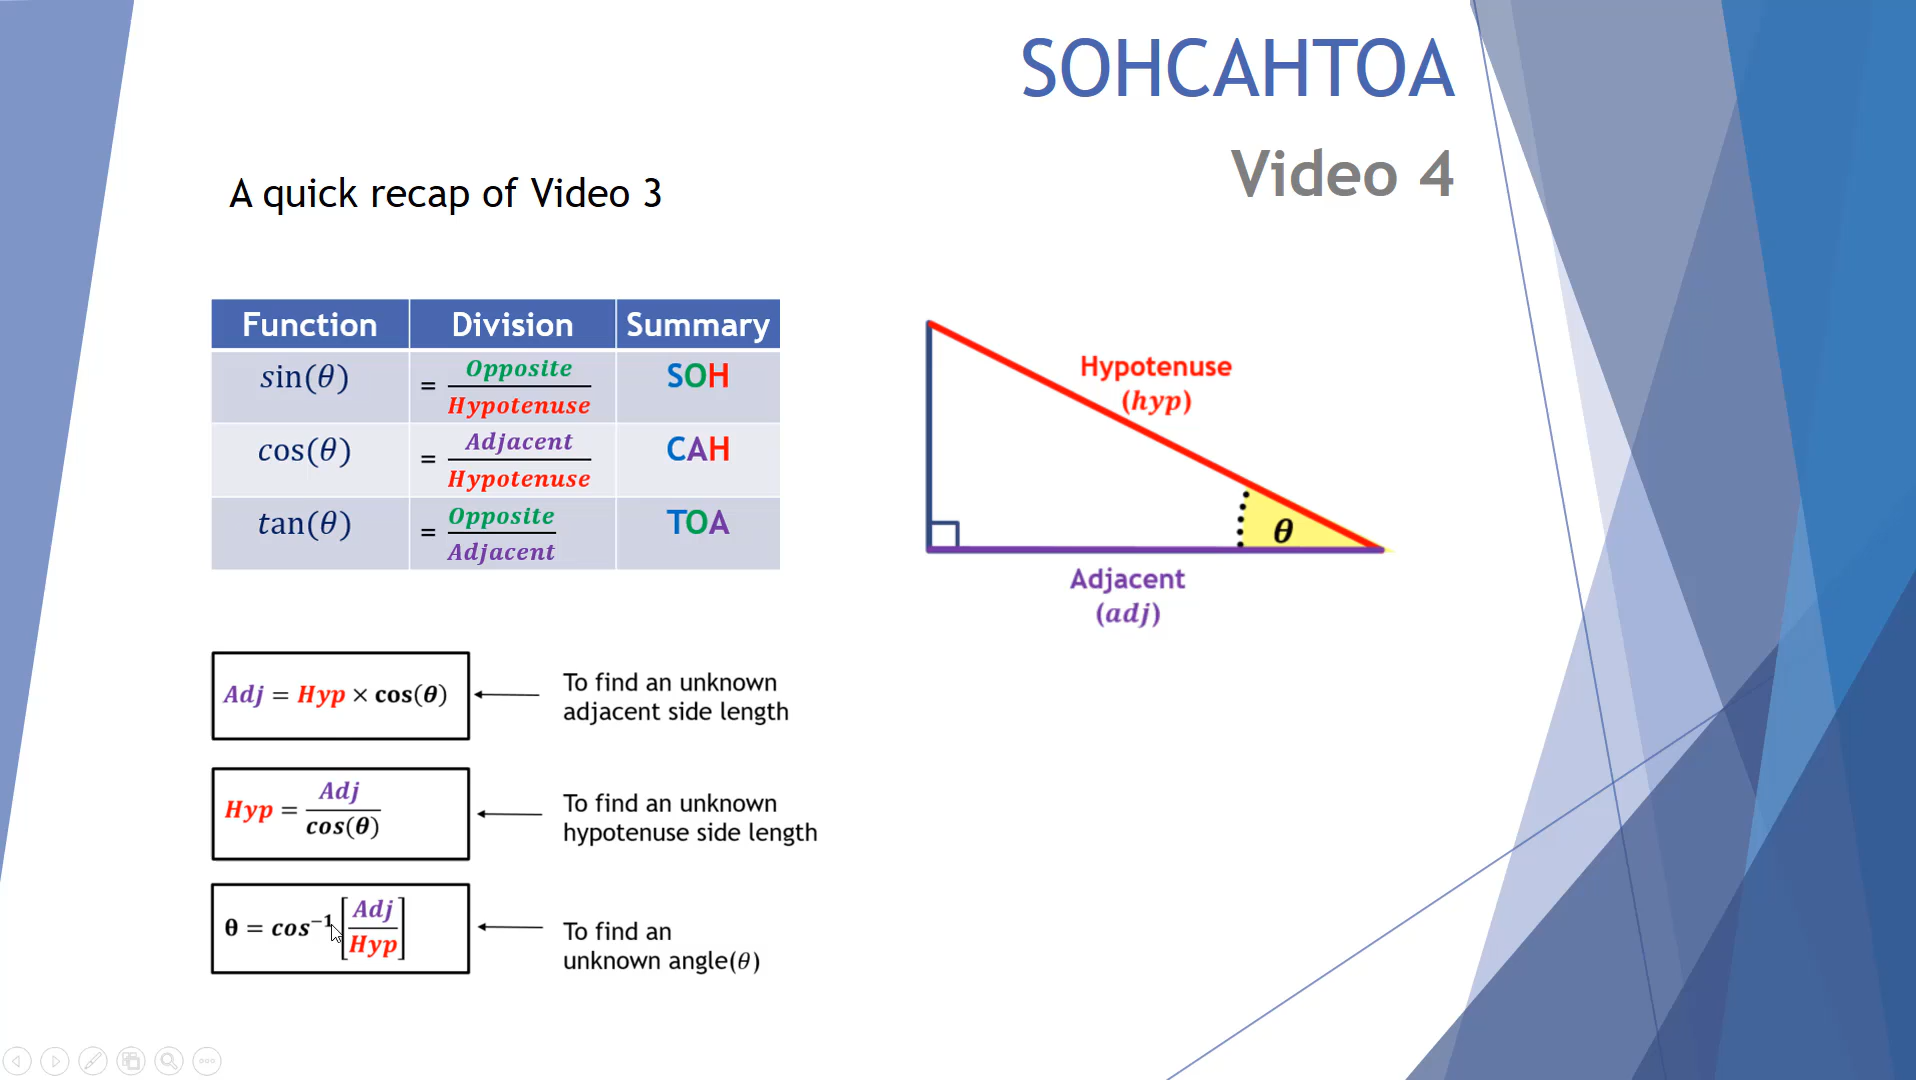 SOHCAHTOA
Video 4
A quick recap of Video 3
Function Division Summary
sin(θ) = Opposite / Hypotenuse SOH
cos(θ) = Adjacent / Hypotenuse CAH
tan(θ) = Opposite / Adjacent TOA
Hypotenuse
(hyp)
θ
Adjacent
(adj)
Adj = Hyp × cos(θ)
To find an unknown
adjacent side length
Hyp = Adj / cos(θ)
To find an unknown
hypotenuse side length
θ = cos⁻¹[Adj / Hyp]
To find an
unknown angle(θ)